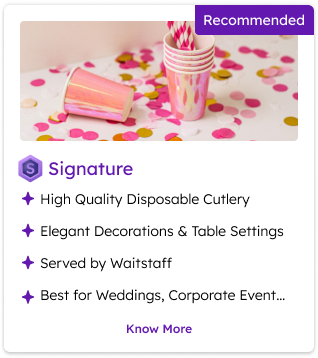 Recommended
S Signature
High Quality Disposable Cutlery
Elegant Decorations & Table Settings
Served by Waitstaff
Best for Weddings, Corporate Event...
Know More